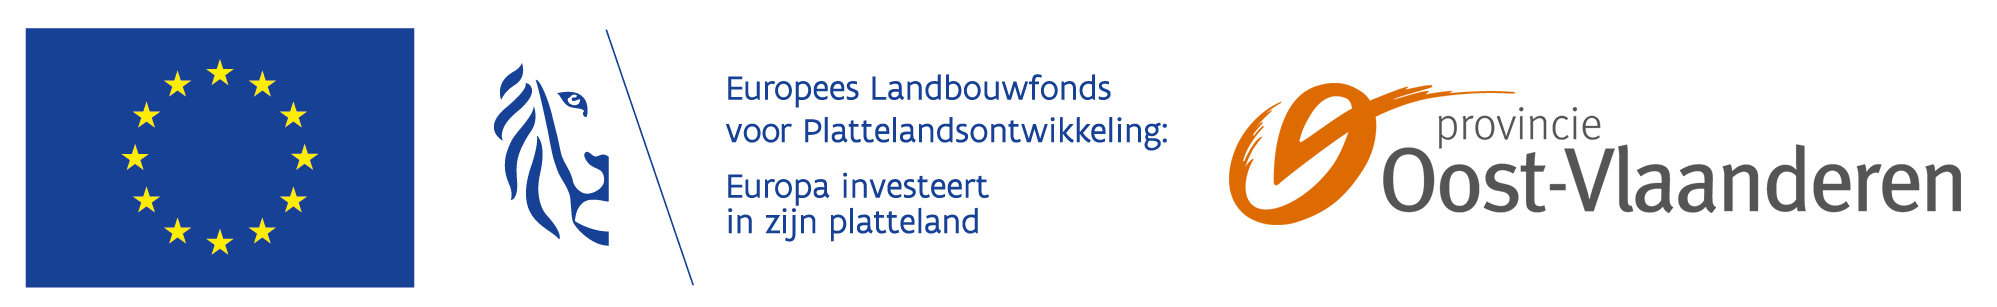 Europees Landbouwfonds
voor Plattelandsontwikkeling:
Europa investeert
in zijn platteland
provincie
Oost-Vlaanderen